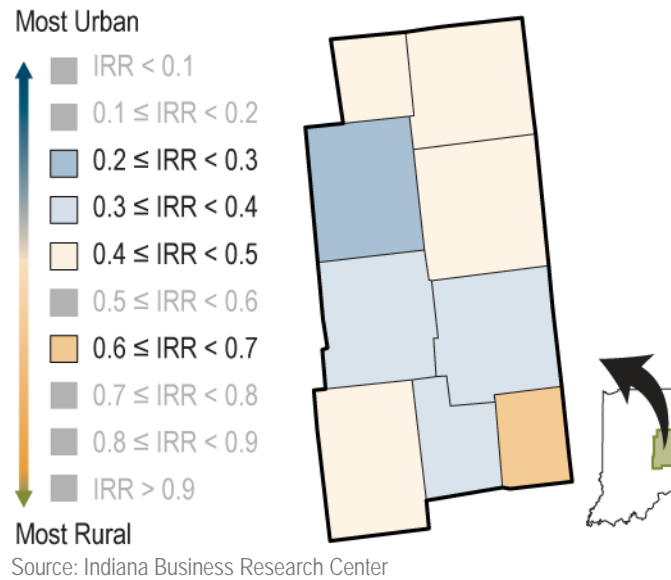 Most Urban
IRR < 0.1
0.1 ≤ IRR < 0.2
0.2 ≤ IRR < 0.3
0.3 ≤ IRR < 0.4
0.4 ≤ IRR < 0.5
0.5 ≤ IRR < 0.6
0.6 ≤ IRR < 0.7
0.7 ≤ IRR < 0.8
0.8 ≤ IRR < 0.9
IRR > 0.9
Most Rural
Source: Indiana Business Research Center